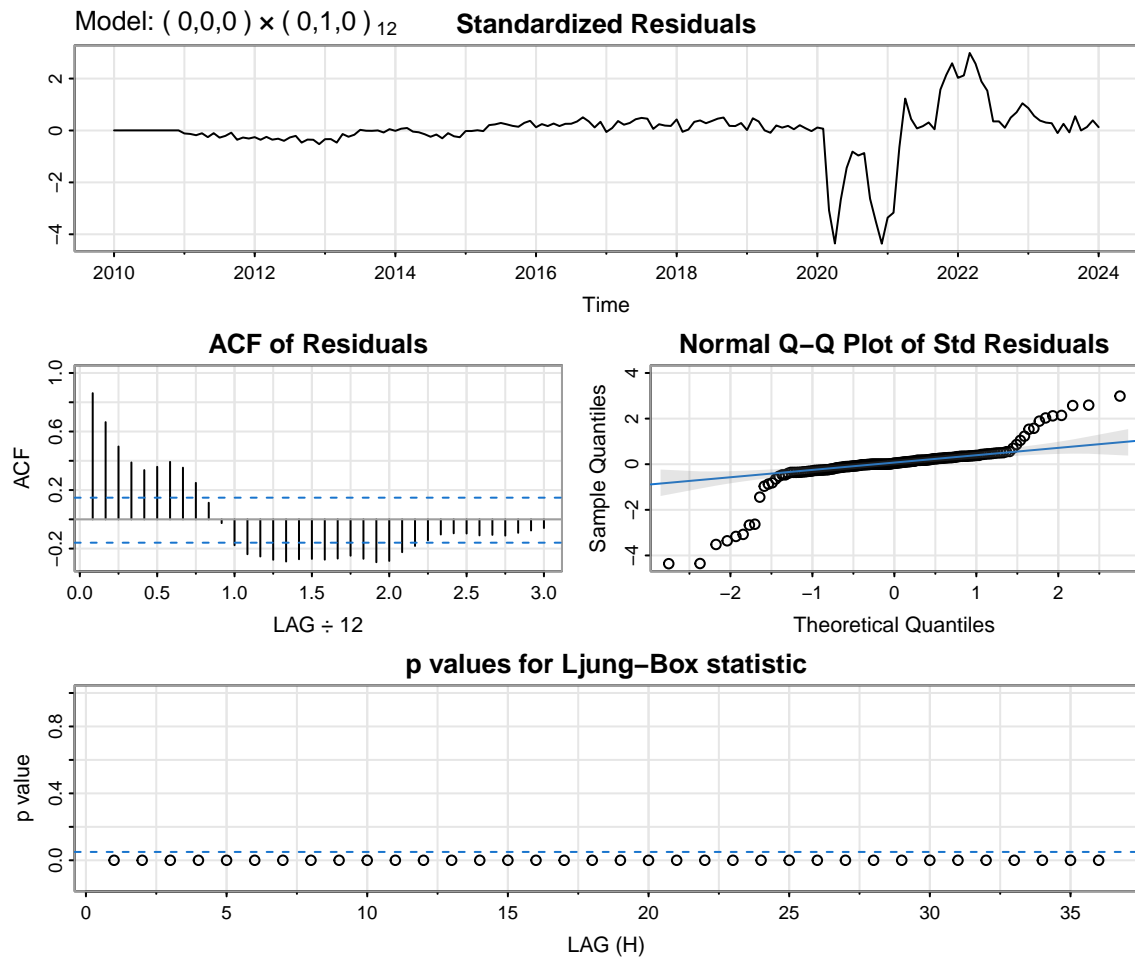 Model: ( 0,0,0 ) × ( 0,1,0 ) 12 Standardized Residuals
2
0
−2
−4
2010 2012 2014 2016 2018 2020 2022 2024
Time
ACF of Residuals
ACF
1.0
0.6
0.2
−0.2
0.0 0.5 1.0 1.5 2.0 2.5 3.0
LAG ÷ 12
Normal Q−Q Plot of Std Residuals
Sample Quantiles
4
2
0
−2
−4
−2 −1 0 1 2
Theoretical Quantiles
p values for Ljung−Box statistic
p value
0.8
0.4
0.0
0 5 10 15 20 25 30 35
LAG (H)